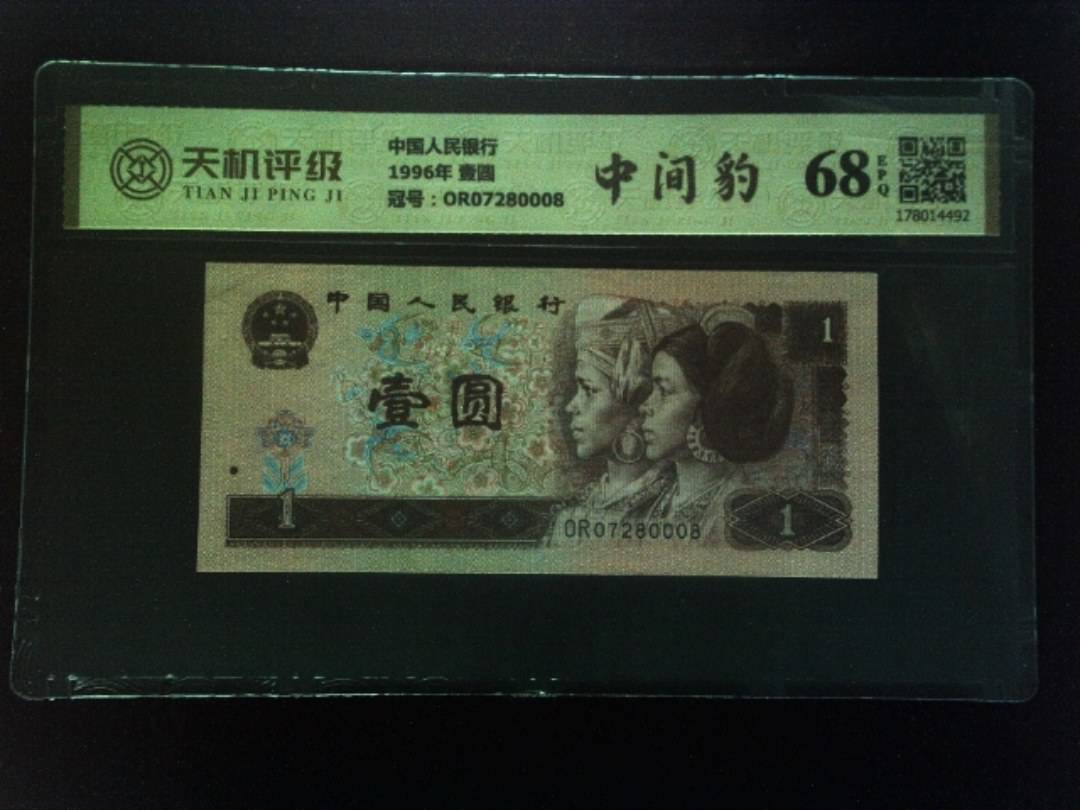 天机评级
TIAN JI PING JI
中国人民银行
1996年 壹圆
冠号：OR07280008
中间豹
68
EPQ
178014492
中国人民银行
1
壹圆
1
OR07280008
1